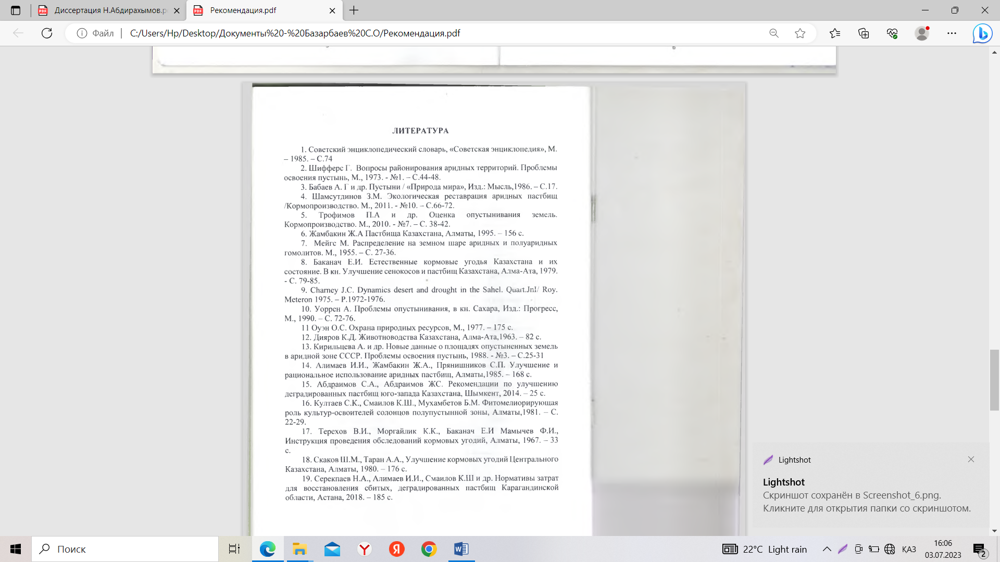 Диссертация Н.Абдирахымов.p
Рекомендация.pdf
Файл
C:/Users/Hp/Desktop/Документы%20-%20Базарбаев%20С.О/Рекомендация.pdf
6
ЛИТЕРАТУРА
1. Советский энциклопедический словарь, «Советская энциклопедия», М.
– 1985. – С.74
2. Шифферс Г. Вопросы районирования аридных территорий. Проблемы
освоения пустынь, М., 1973. - №1. – С.44-48.
3. Бабаев А. Г и др. Пустыни / «Природа мира», Изд.: Мысль,1986. – С.17.
4. Шамсутдинов З.М. Экологическая реставрация аридных пастбищ
/Кормопроизводство. М., 2011. - №10. – С.66-72.
5. Трофимов П.А и др. Оценка опустынивания земель.
Кормопроизводство. М., 2010. - №7. – С. 38-42.
6. Жамбакин Ж.А Пастбища Казахстана, Алматы, 1995. – 156 с.
7. Мейгс М. Распределение на земном шаре аридных и полуаридных
гомолитов. М., 1955. – С. 27-36.
8. Баканач Е.И. Естественные кормовые угодья Казахстана и их
состояние. В кн. Улучшение сенокосов и пастбищ Казахстана, Алма-Ата, 1979.
- С. 79-85.
9. Charney J.C. Dynamics desert and drought in the Sahel. Quart.Jnl/ Roy.
Meteron 1975. – P.1972-1976.
10. Уоррен А. Проблемы опустынивания, в кн. Сахара, Изд.: Прогресс,
М., 1990. – С. 72-76.
11 Оуэн О.С. Охрана природных ресурсов, М., 1977. – 175 с.
12. Дияров К.Д. Животноводства Казахстана, Алма-Ата,1963. – 82 с.
13. Кирильцева А. и др. Новые данные о площадях опустыненных земель
в аридной зоне СССР. Проблемы освоения пустынь, 1988. - №3. – С.25-31
14. Алимаев И.И., Жамбакин Ж.А., Прянишников С.П. Улучшение и
рациональное использование аридных пастбищ, Алматы,1985. – 168 с.
15. Абдраимов С.А., Абдраимов ЖС. Рекомендации по улучшению
деградированных пастбищ юго-запада Казахстана, Шымкент, 2014. – 25 с.
16. Култаев С.К., Смаилов К.Ш., Мухамбетов Б.М. Фитомелиорирующая
роль культур-освоителей солонцов полупустынной зоны, Алматы,1981. – С.
22-29.
17. Терехов В.И., Моргайлик К.К., Баканач Е.И Мамычев Ф.И.,
Инструкция проведения обследований кормовых угодий, Алматы, 1967. – 33
с.
18. Скаков Ш.М., Таран А.А., Улучшение кормовых угодий Центрального
Казахстана, Алматы, 1980. – 176 с.
19. Серекпаев Н.А., Алимаев И.И., Смаилов К.Ш и др. Нормативы затрат
для восстановления сбитых, деградированных пастбищ Карагандинской
области, Астана, 2018. – 185 с.
Lightshot
Lightshot
Скриншот сохранён в Screenshot_6.png.
Кликните для открытия папки со скриншотом.
Поиск
22°C Light rain
ҚАЗ
16:06
03.07.2023
2